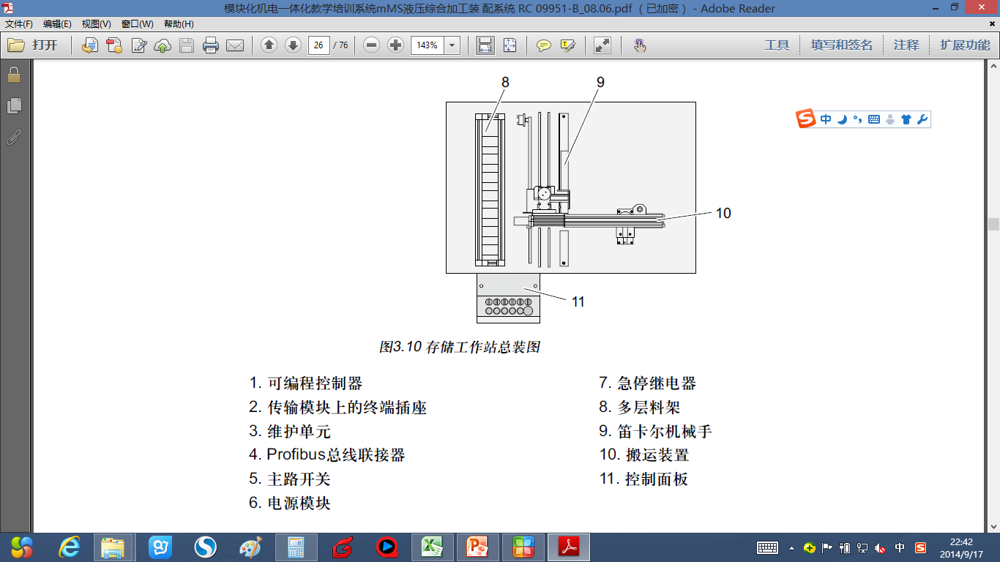 模块化机电一体化教学培训系统mMS液压综合加工装 配系统 RC 09951-B_08.06.pdf （已加密） - Adobe Reader
文件(F) 编辑(E) 视图(V) 窗口(W) 帮助(H)
打开 26 / 76 143% 工具 填写和签名 注释 扩展功能
8 9
中
10
11
图3.10 存储工作站总装图
1. 可编程控制器
2. 传输模块上的终端插座
3. 维护单元
4. Profibus总线联接器
5. 主路开关
6. 电源模块
7. 急停继电器
8. 多层料架
9. 笛卡尔机械手
10. 搬运装置
11. 控制面板
中 22:42
2014/9/17